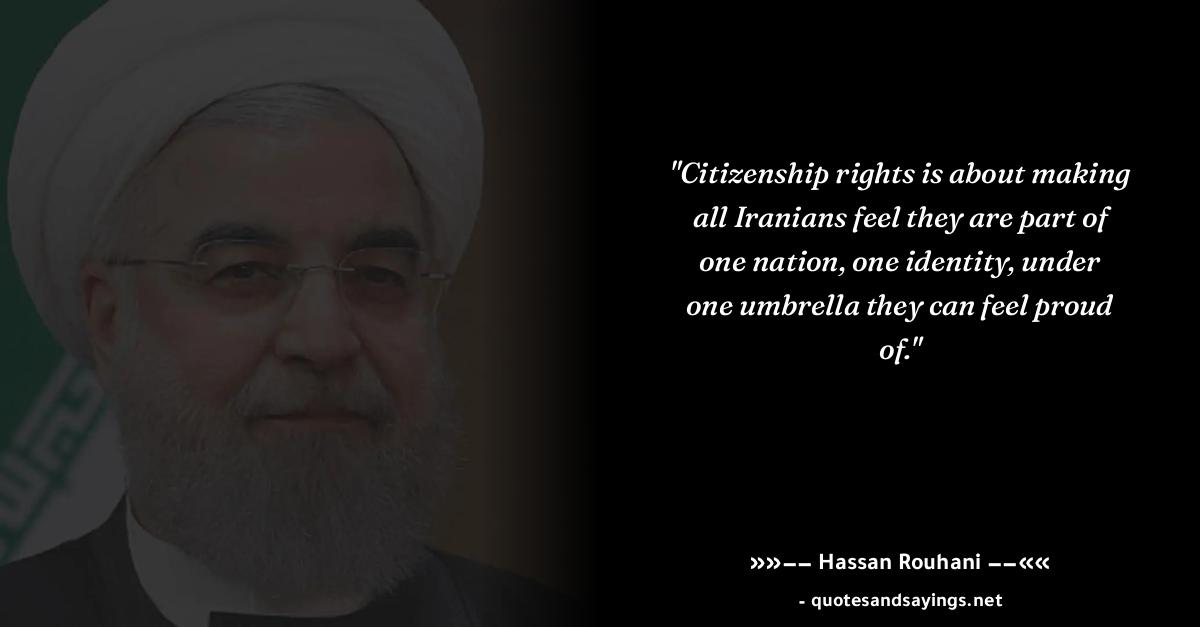 "Citizenship rights is about making
all Iranians feel they are part of
one nation, one identity, under
one umbrella they can feel proud
of."
»»−− Hassan Rouhani −−««
- quotesandsayings.net